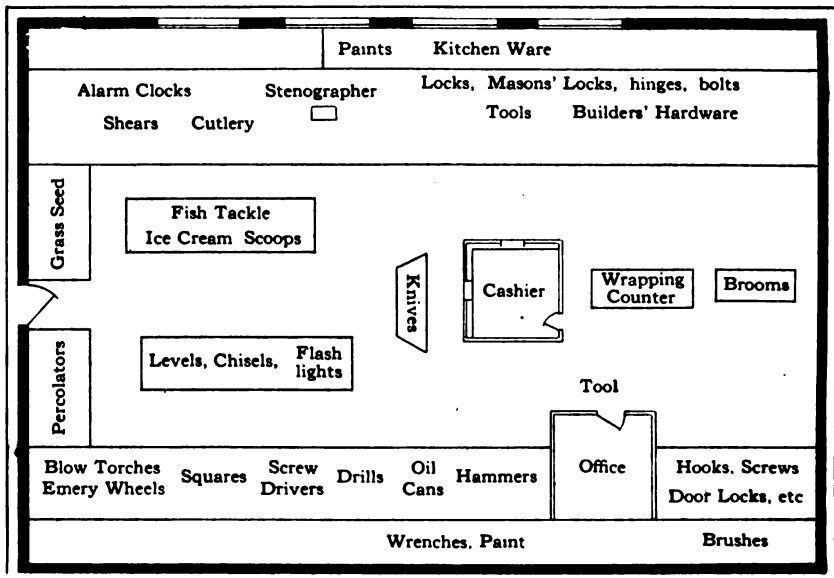 Paints Kitchen Ware
Alarm Clocks Stenographer Locks, Masons' Locks, hinges, bolts
Shears Cutlery Tools Builders' Hardware
Grass Seed
Fish Tackle
Ice Cream Scoops
Knives
Cashier
Wrapping
Counter
Brooms
Percolators
Levels, Chisels, Flash
lights
Tool
Blow Torches
Emery Wheels
Squares
Screw
Drivers
Drills
Oil
Cans
Hammers
Office
Hooks, Screws
Door Locks, etc
Wrenches, Paint Brushes